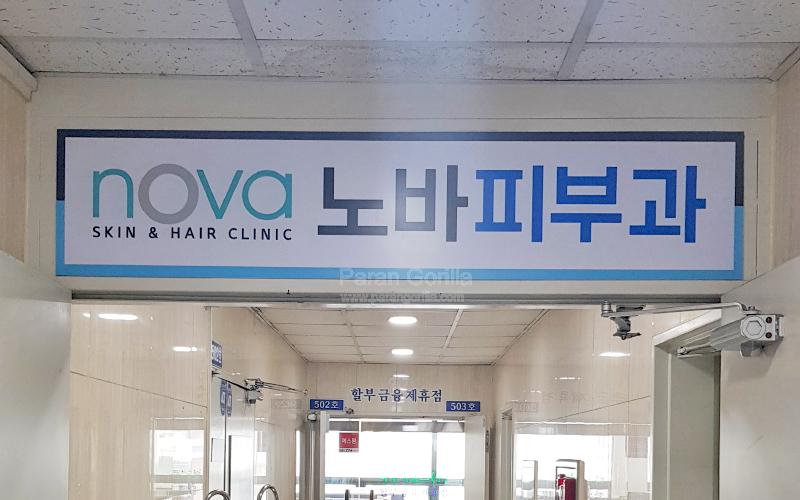 nova
SKIN & HAIR CLINIC
노바피부과
Paran Gorilla
www.parangorilla.com
할부금융제휴점
502호
503호